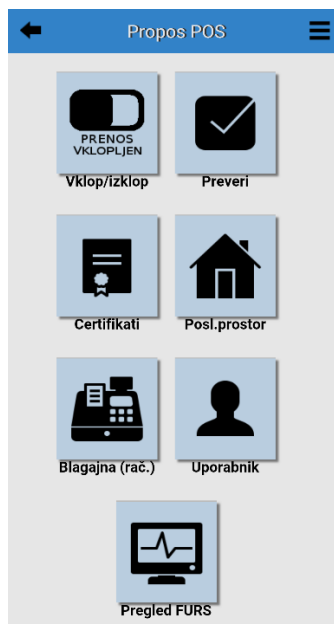 Propos POS
PRENOS
VKLOPLJEN
Vklop/izklop
Preveri
Certifikati
Posl.prostor
Blagajna (rač.)
Uporabnik
Pregled FURS